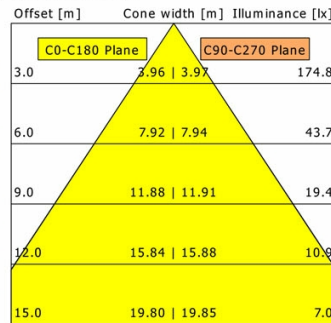 Offset [m] Cone width [m] Illuminance [lx]
C0-C180 Plane C90-C270 Plane
3.0 3.96 | 3.97 174.8
6.0 7.92 | 7.94 43.7
9.0 11.88 | 11.91 19.4
12.0 15.84 | 15.88 10.9
15.0 19.80 | 19.85 7.0